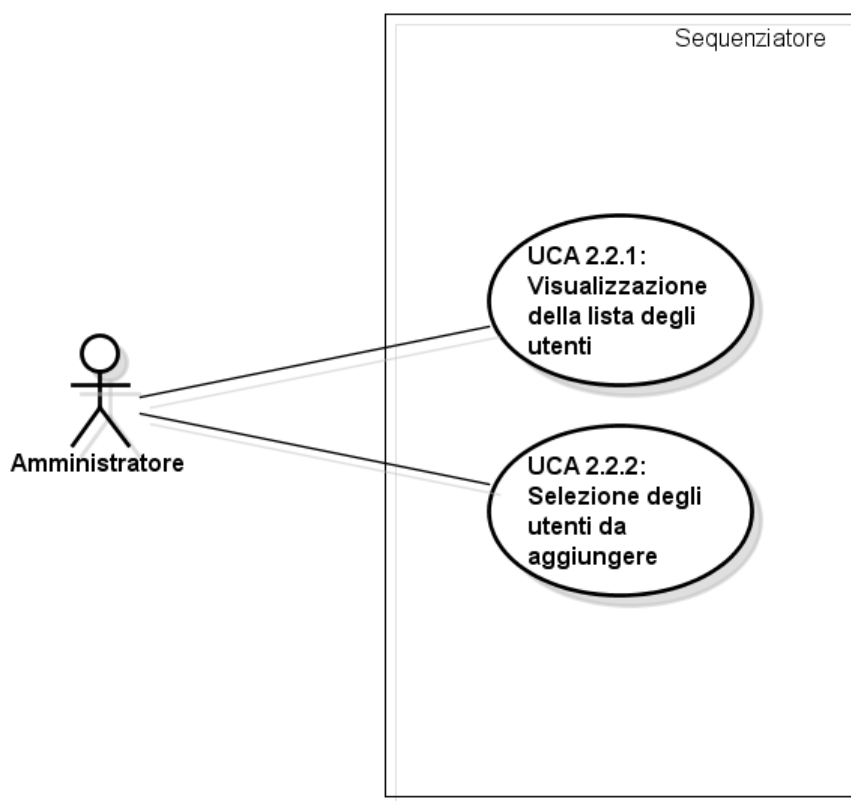 Sequenziatore
UCA 2.2.1:
Visualizzazione
della lista degli
utenti
Amministratore
UCA 2.2.2:
Selezione degli
utenti da
aggiungere